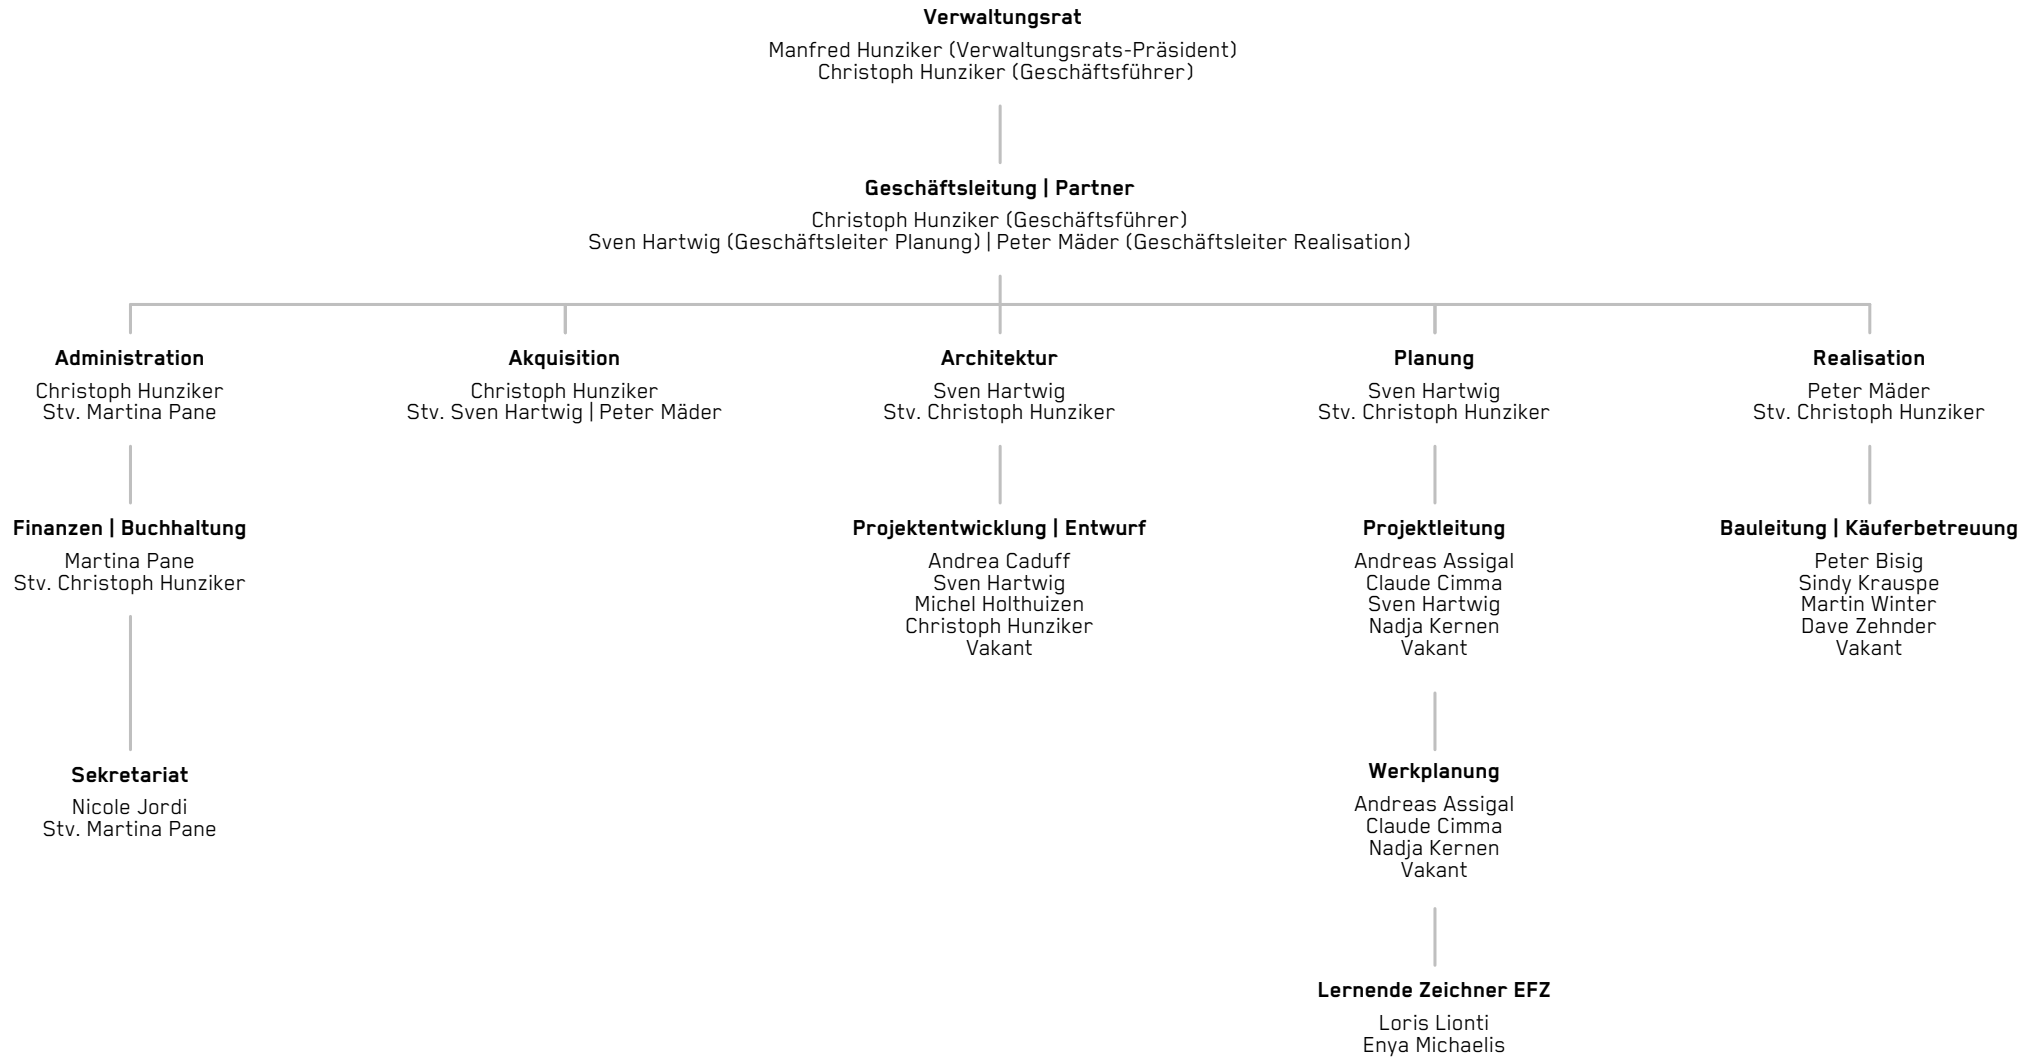 Verwaltungsrat
Manfred Hunziker (Verwaltungsrats-Präsident)
Christoph Hunziker (Geschäftsführer)
Geschäftsleitung | Partner
Christoph Hunziker (Geschäftsführer)
Sven Hartwig (Geschäftsleiter Planung) | Peter Mäder (Geschäftsleiter Realisation)
Administration
Christoph Hunziker
Stv. Martina Pane
Akquisition
Christoph Hunziker
Stv. Sven Hartwig | Peter Mäder
Architektur
Sven Hartwig
Stv. Christoph Hunziker
Planung
Sven Hartwig
Stv. Christoph Hunziker
Realisation
Peter Mäder
Stv. Christoph Hunziker
Finanzen | Buchhaltung
Martina Pane
Stv. Christoph Hunziker
Projektentwicklung | Entwurf
Andrea Caduff
Sven Hartwig
Michel Holthuizen
Christoph Hunziker
Vakant
Projektleitung
Andreas Assigal
Claude Cimma
Sven Hartwig
Nadja Kernen
Vakant
Bauleitung | Käuferbetreuung
Peter Bisig
Sindy Krauspe
Martin Winter
Dave Zehnder
Vakant
Sekretariat
Nicole Jordi
Stv. Martina Pane
Werkplanung
Andreas Assigal
Claude Cimma
Nadja Kernen
Vakant
Lernende Zeichner EFZ
Loris Lionti
Enya Michaelis